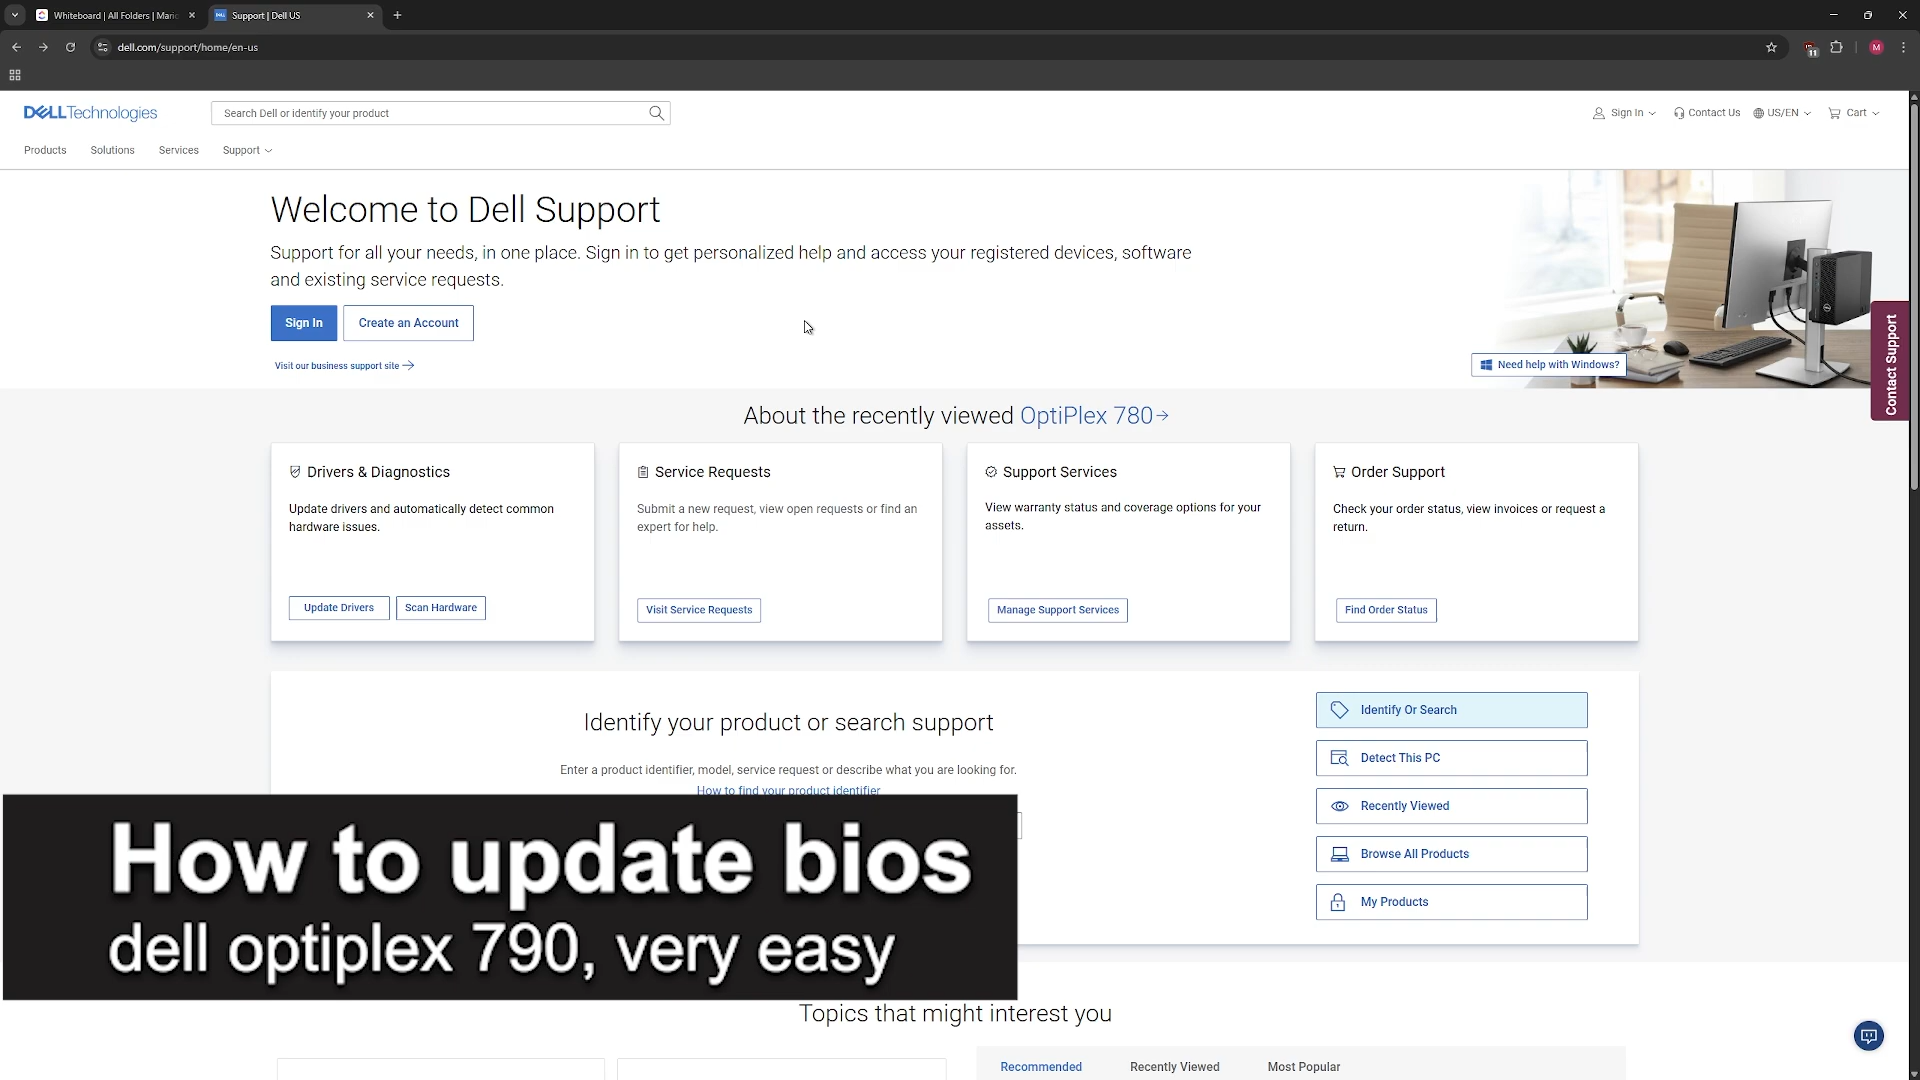 Whiteboard | All Folders | Mari
Support | Dell US
dell.com/support/home/en-us
11
M
DELLTechnologies
Search Dell or identify your product
Sign In
Contact Us
US/EN
Cart
Products
Solutions
Services
Support
Welcome to Dell Support
Support for all your needs, in one place. Sign in to get personalized help and access your registered devices, software
and existing service requests.
Sign In
Create an Account
Visit our business support site
Need help with Windows?
Contact Support
About the recently viewed OptiPlex 780
Drivers & Diagnostics
Update drivers and automatically detect common
hardware issues.
Update Drivers
Scan Hardware
Service Requests
Submit a new request, view open requests or find an
expert for help.
Visit Service Requests
Support Services
View warranty status and coverage options for your
assets.
Manage Support Services
Order Support
Check your order status, view invoices or request a
return.
Find Order Status
Identify your product or search support
Enter a product identifier, model, service request or describe what you are looking for.
How to find your product identifier
Identify Or Search
Detect This PC
Recently Viewed
Browse All Products
My Products
How to update bios
dell optiplex 790, very easy
Topics that might interest you
Recommended
Recently Viewed
Most Popular